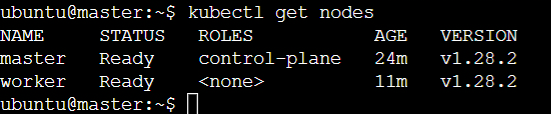 ubuntu@master:~$ kubectl get nodes
NAME     STATUS   ROLES           AGE   VERSION
master   Ready    control-plane   24m   v1.28.2
worker   Ready    <none>          11m   v1.28.2
ubuntu@master:~$